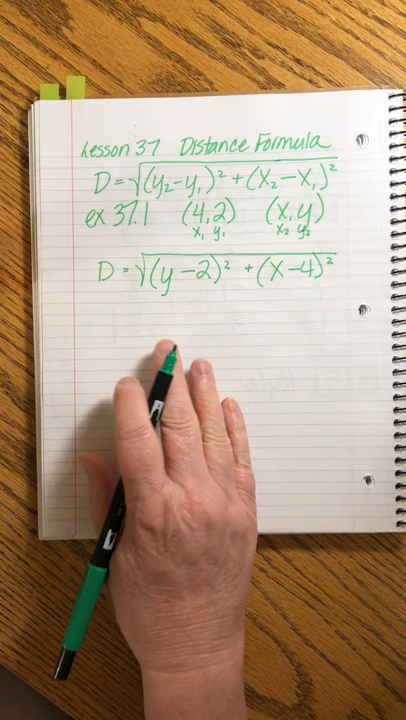 Lesson 37 Distance Formula
D = √(y₂ − y₁)² + (x₂ − x₁)²
ex 37.1 (4,2) (x,y)
x₁ y₁ x₂ y₂
D = √(y − 2)² + (x − 4)²